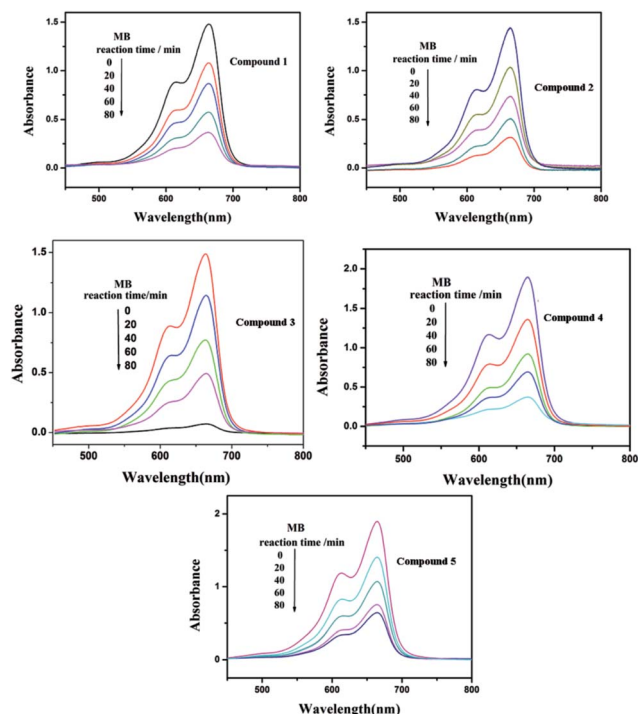 1.5
1.0
0.5
0.0
Absorbance
MB
reaction time / min
0
20
40
60
80
Compound 1
500
600
700
800
Wavelength(nm)
1.5
1.0
0.5
0.0
Absorbance
MB
reaction time / min
0
20
40
60
80
Compound 2
400
500
600
700
800
Wavelength(nm)
1.5
1.0
0.5
0.0
Absorbance
MB
reaction time/min
0
20
40
60
80
Compound 3
500
600
700
800
Wavelength(nm)
2.0
1.5
1.0
0.5
0.0
Absorbance
MB
reaction time /min
0
20
40
60
80
Compound 4
400
500
600
700
800
Wavelength(nm)
2
1
0
Absorbance
MB
reaction time /min
0
20
40
60
80
Compound 5
500
600
700
800
Wavelength(nm)